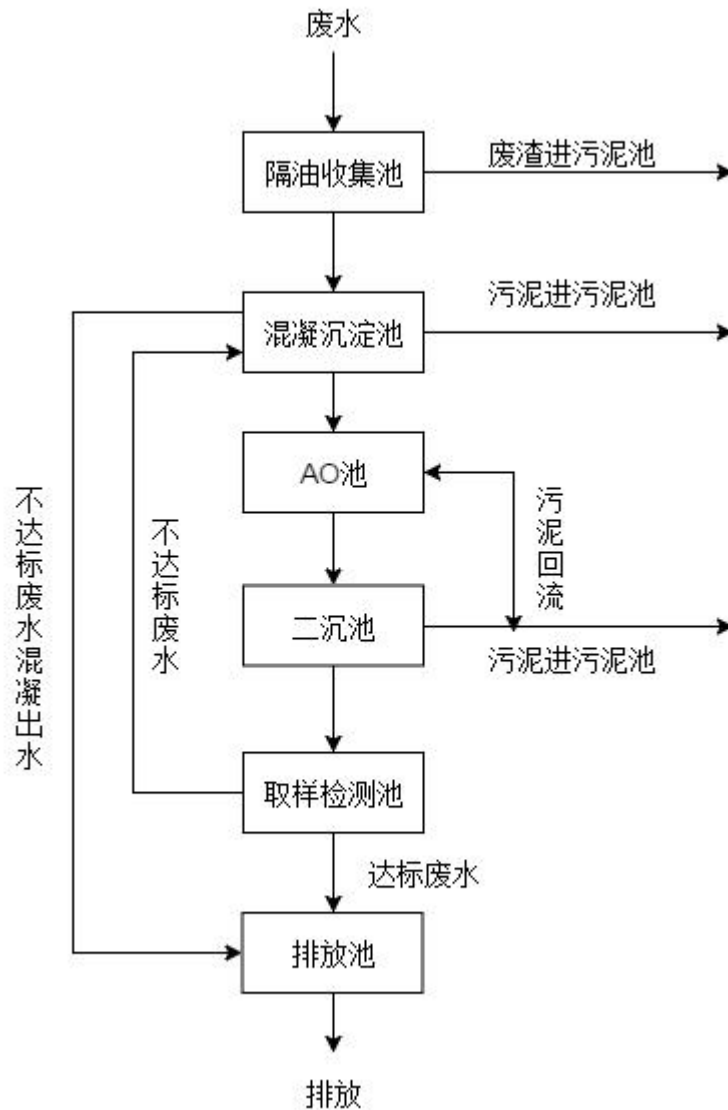 废水
隔油收集池
废渣进污泥池
混凝沉淀池
污泥进污泥池
AO池
污泥回流
不达标废水混凝出水
不达标废水
二沉池
污泥进污泥池
取样检测池
达标废水
排放池
排放